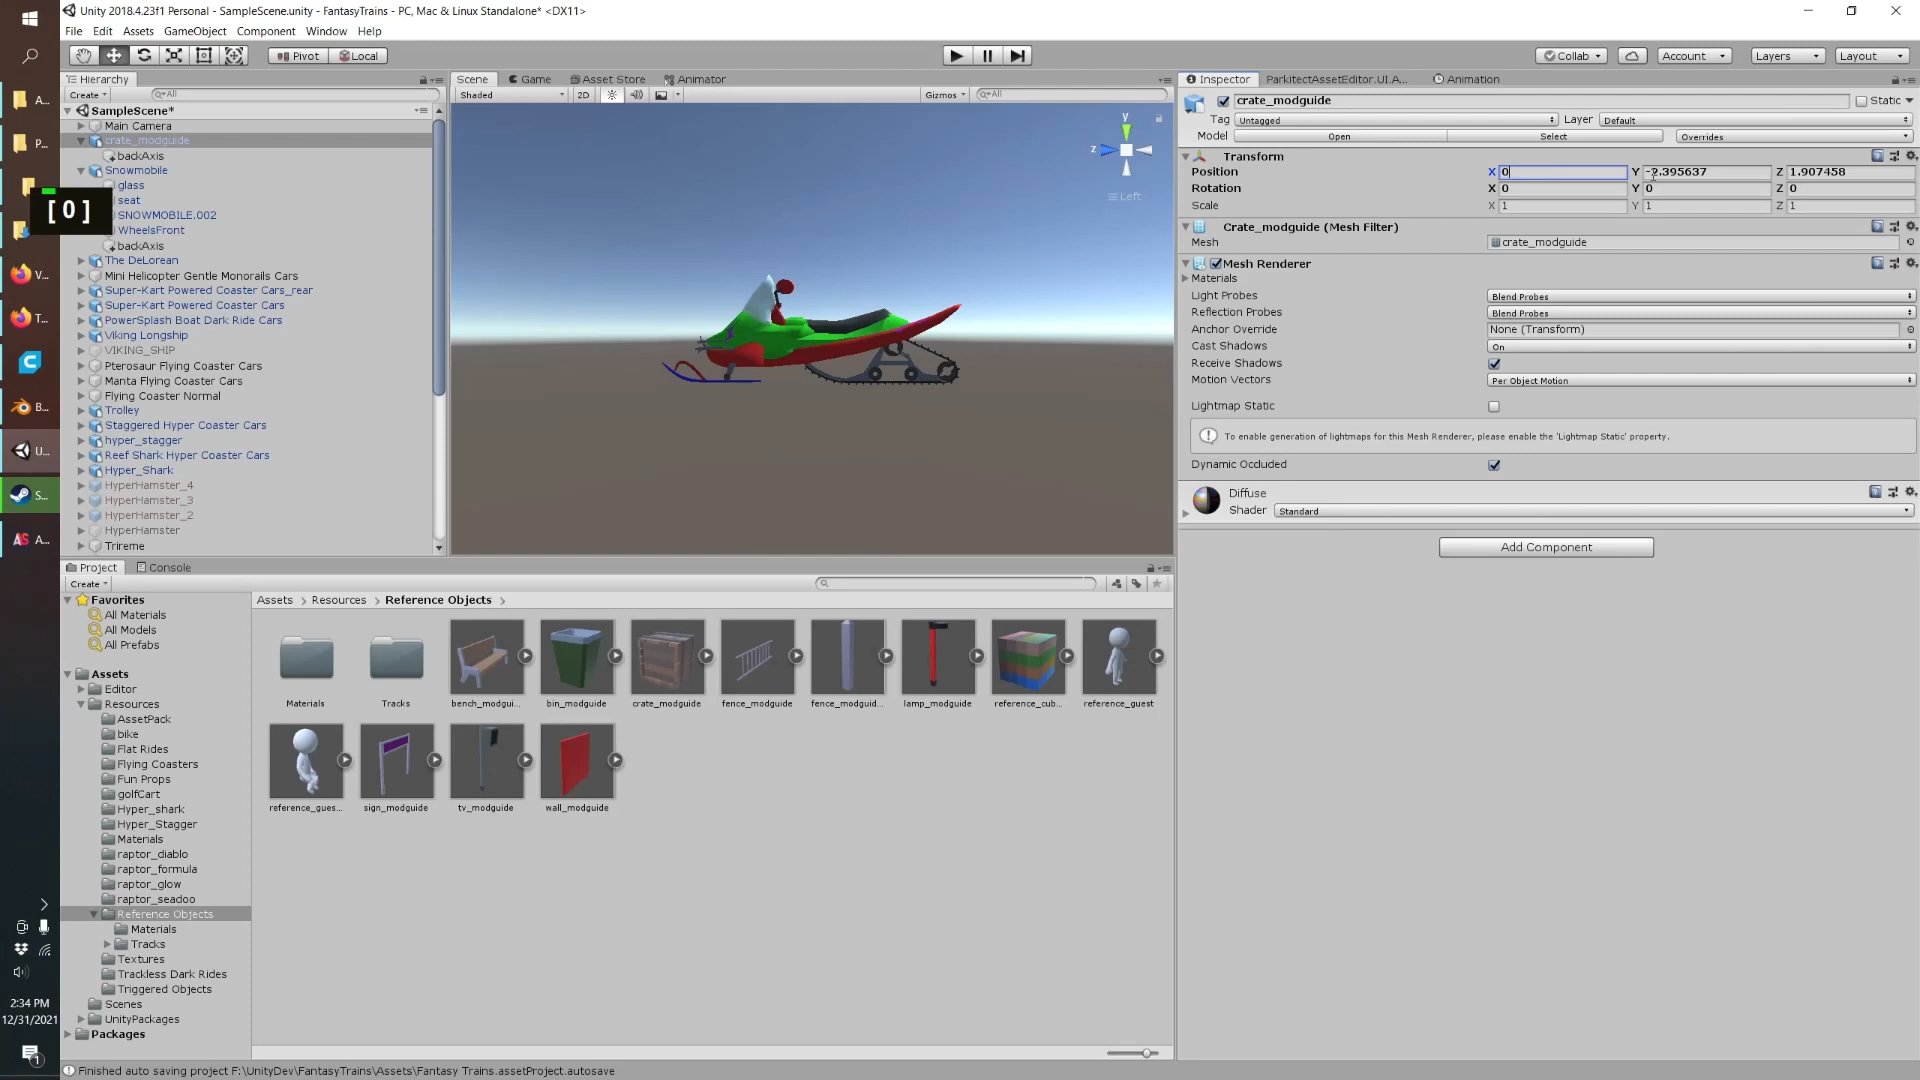 Unity 2018.4.23f1 Personal - SampleScene.unity - FantasyTrains - PC, Mac & Linux Standalone* <DX11>
File Edit Assets GameObject Component Window Help
Pivot Local Collab Account Layers Layout
Hierarchy
Create All
SampleScene*
Main Camera
crate_modguide
backAxis
Snowmobile
glass
seat
SNOWMOBILE.002
WheelsFront
backAxis
The DeLorean
Mini Helicopter Gentle Monorails Cars
Super-Kart Powered Coaster Cars_rear
Super-Kart Powered Coaster Cars
PowerSplash Boat Dark Ride Cars
Viking Longship
VIKING_SHIP
Pterosaur Flying Coaster Cars
Manta Flying Coaster Cars
Flying Coaster Normal
Trolley
Staggered Hyper Coaster Cars
hyper_stagger
Reef Shark Hyper Coaster Cars
Hyper_Shark
HyperHamster_4
HyperHamster_3
HyperHamster_2
HyperHamster
Trireme
A...
P...
[0]
V...
T...
B...
U...
S...
A...
2:34 PM
12/31/2021
1
Scene Game Asset Store Animator
Shaded 2D Gizmos All
y
z
Left
Inspector ParkitectAssetEditor.UI.A... Animation
crate_modguide Static
Tag Untagged Layer Default
Model Open Select Overrides
Transform
Position X 0 Y -2.395637 Z 1.907458
Rotation X 0 Y 0 Z 0
Scale X 1 Y 1 Z 1
Crate_modguide (Mesh Filter)
Mesh crate_modguide
Mesh Renderer
Materials
Light Probes Blend Probes
Reflection Probes Blend Probes
Anchor Override None (Transform)
Cast Shadows On
Receive Shadows
Motion Vectors Per Object Motion
Lightmap Static
To enable generation of lightmaps for this Mesh Renderer, please enable the 'Lightmap Static' property.
Dynamic Occluded
Diffuse
Shader Standard
Add Component
Project Console
Create
Favorites
All Materials
All Models
All Prefabs
Assets
Editor
Resources
AssetPack
bike
Flat Rides
Flying Coasters
Fun Props
golfCart
Hyper_shark
Hyper_Stagger
Materials
raptor_diablo
raptor_formula
raptor_glow
raptor_seadoo
Reference Objects
Materials
Tracks
Textures
Trackless Dark Rides
Triggered Objects
Scenes
UnityPackages
Packages
Assets > Resources > Reference Objects >
Materials Tracks bench_modgui... bin_modguide crate_modguide fence_modguide fence_modguid... lamp_modguide reference_cub... reference_guest
reference_gues... sign_modguide tv_modguide wall_modguide
Finished auto saving project F:\UnityDev\FantasyTrains\Assets\Fantasy Trains.assetProject.autosave